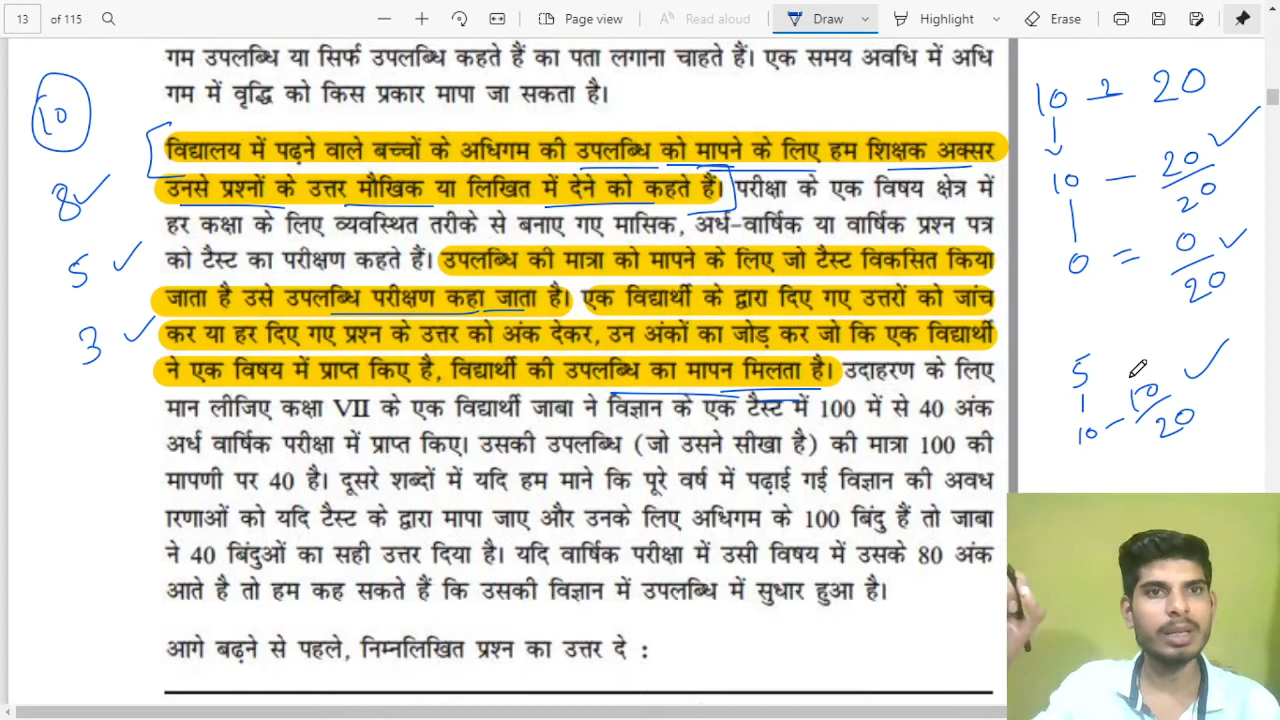 13 of 115 Page view Read aloud Draw Highlight Erase
गम उपलब्धि या सिर्फ उपलब्धि कहते हैं का पता लगाना चाहते हैं। एक समय अवधि में अधि
गम में वृद्धि को किस प्रकार मापा जा सकता है।
विद्यालय में पढ़ने वाले बच्चों के अधिगम की उपलब्धि को मापने के लिए हम शिक्षक अक्सर
उनसे प्रश्नों के उत्तर मौखिक या लिखित में देने को कहते हैं। परीक्षा के एक विषय क्षेत्र में
हर कक्षा के लिए व्यवस्थित तरीके से बनाए गए मासिक, अर्ध-वार्षिक या वार्षिक प्रश्न पत्र
को टैस्ट का परीक्षण कहते हैं। उपलब्धि की मात्रा को मापने के लिए जो टैस्ट विकसित किया
जाता है उसे उपलब्धि परीक्षण कहा जाता है। एक विद्यार्थी के द्वारा दिए गए उत्तरों को जांच
कर या हर दिए गए प्रश्न के उत्तर को अंक देकर, उन अंकों का जोड़ कर जो कि एक विद्यार्थी
ने एक विषय में प्राप्त किए है, विद्यार्थी की उपलब्धि का मापन मिलता है। उदाहरण के लिए
मान लीजिए कक्षा VII के एक विद्यार्थी जाबा ने विज्ञान के एक टैस्ट में 100 में से 40 अंक
अर्ध वार्षिक परीक्षा में प्राप्त किए। उसकी उपलब्धि (जो उसने सीखा है) की मात्रा 100 की
मापणी पर 40 है। दूसरे शब्दों में यदि हम माने कि पूरे वर्ष में पढ़ाई गई विज्ञान की अवध
ारणाओं को यदि टैस्ट के द्वारा मापा जाए और उनके लिए अधिगम के 100 बिंदु हैं तो जाबा
ने 40 बिंदुओं का सही उत्तर दिया है। यदि वार्षिक परीक्षा में उसी विषय में उसके 80 अंक
आते है तो हम कह सकते हैं कि उसकी विज्ञान में उपलब्धि में सुधार हुआ है।
आगे बढ़ने से पहले, निम्नलिखित प्रश्न का उत्तर दे :
10
8
5
3
10 2 20
10 - 20/20
0 = 0/20
5
10 - 10/20